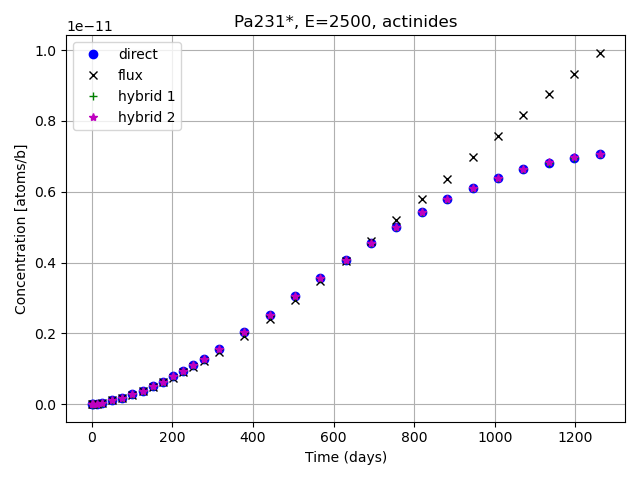 Pa231*, E=2500, actinides
1e−11
direct
flux
hybrid 1
hybrid 2
Concentration [atoms/b]
1.0
0.8
0.6
0.4
0.2
0.0
0 200 400 600 800 1000 1200
Time (days)